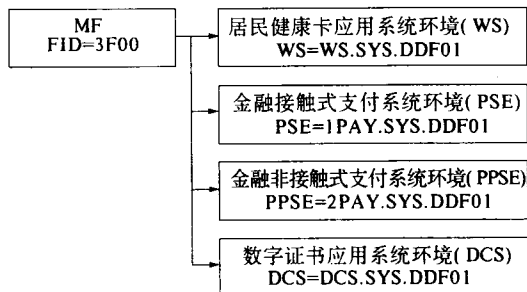 MF
FID=3F00
居民健康卡应用系统环境(WS)
WS=WS.SYS.DDF01
金融接触式支付系统环境(PSE)
PSE=1PAY.SYS.DDF01
金融非接触式支付系统环境(PPSE)
PPSE=2PAY.SYS.DDF01
数字证书应用系统环境(DCS)
DCS=DCS.SYS.DDF01